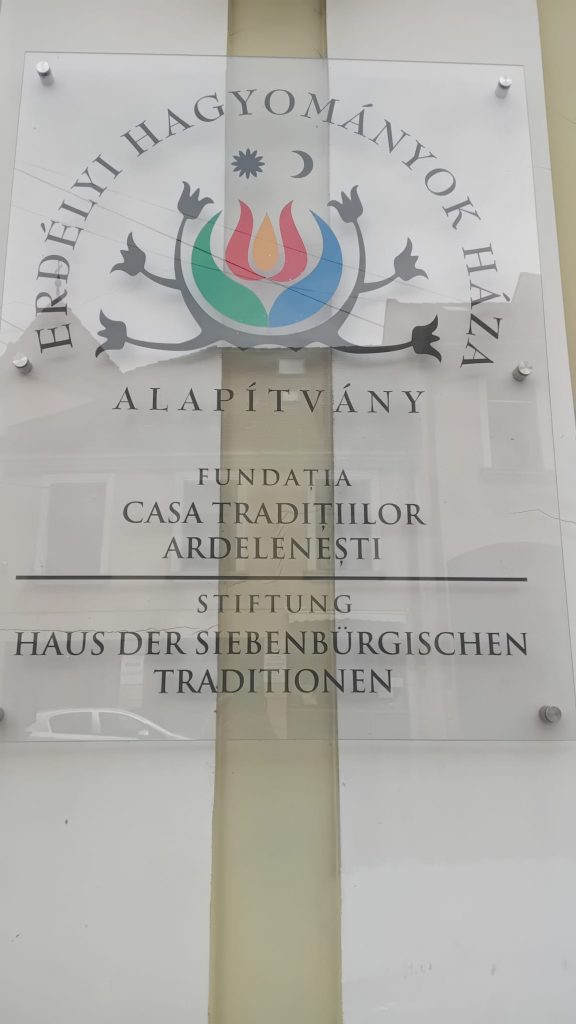 ERDÉLYI HAGYOMÁNYOK HÁZA
ALAPÍTVÁNY
FUNDAȚIA
CASA TRADIȚIILOR
ARDELENEȘTI
STIFTUNG
HAUS DER SIEBENBÜRGISCHEN
TRADITIONEN